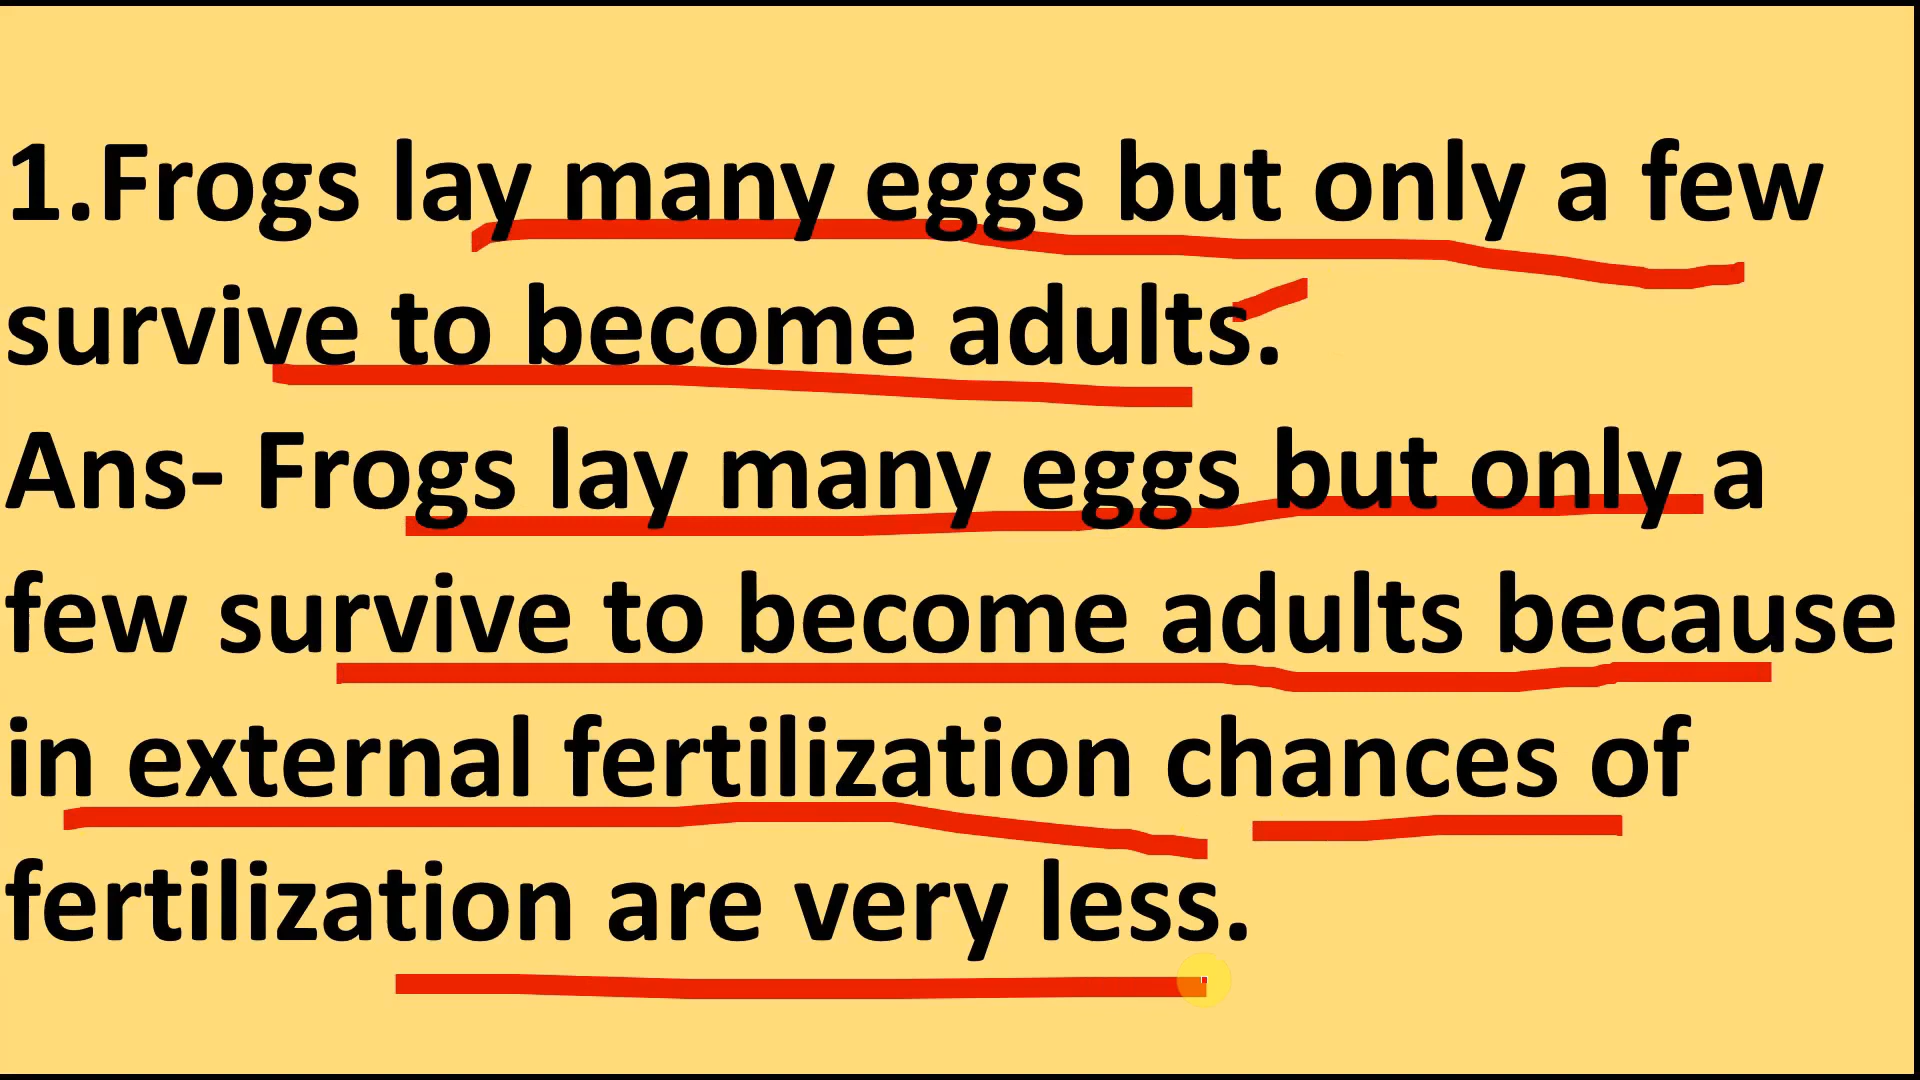 1.Frogs lay many eggs but only a few
survive to become adults.
Ans- Frogs lay many eggs but only a
few survive to become adults because
in external fertilization chances of
fertilization are very less.